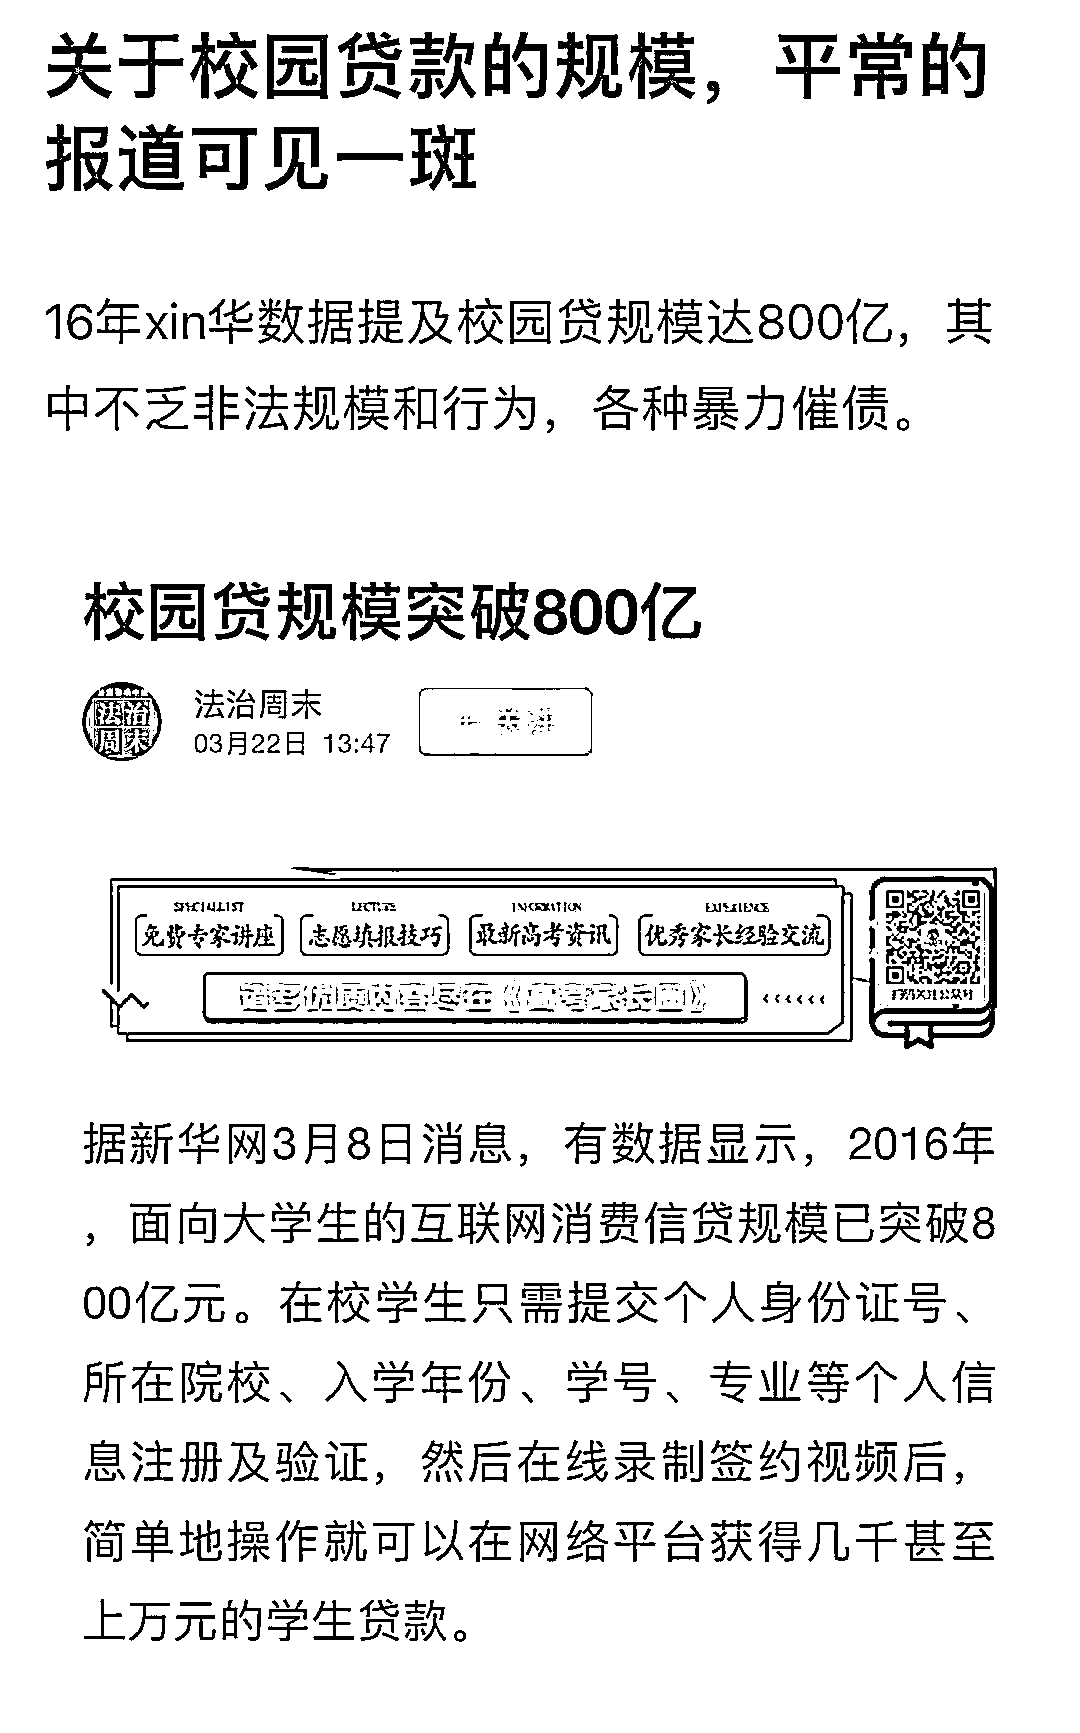 关于校园贷款的规模，平常的
报道可见一斑
16年xin华数据提及校园贷规模达800亿，其
中不乏非法规模和行为，各种暴力催债。
校园贷规模突破800亿
法治周末
法治周末
03月22日 13:47
SPECIALIST
LECTURE
INFORMATION
EXPERIENCE
免费专家讲座
志愿填报技巧
最新高考资讯
优秀家长经验交流
据新华网3月8日消息，有数据显示，2016年
，面向大学生的互联网消费信贷规模已突破8
00亿元。在校学生只需提交个人身份证号、
所在院校、入学年份、学号、专业等个人信
息注册及验证，然后在线录制签约视频后，
简单地操作就可以在网络平台获得几千甚至
上万元的学生贷款。